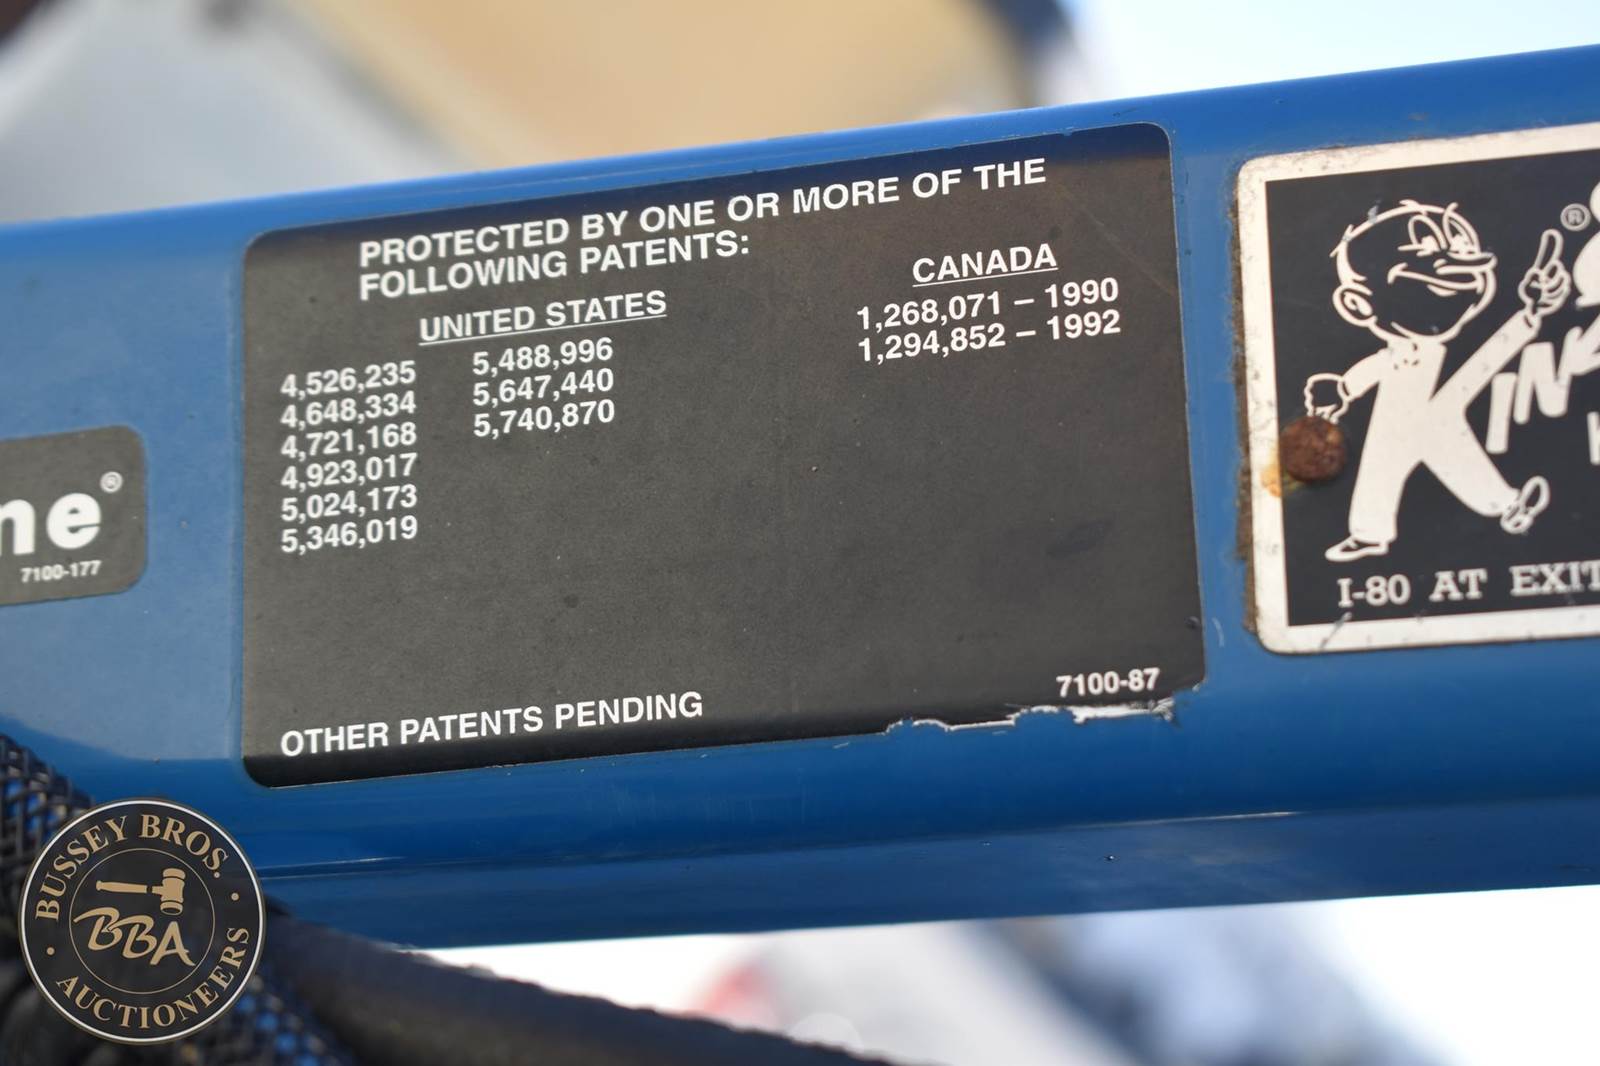 PROTECTED BY ONE OR MORE OF THE
FOLLOWING PATENTS:
UNITED STATES
4,526,235
4,648,334
4,721,168
4,923,017
5,024,173
5,346,019
5,488,996
5,647,440
5,740,870
CANADA
1,268,071 – 1990
1,294,852 – 1992
OTHER PATENTS PENDING
7100-87
ne®
7100-177
®
I-80 AT EXIT
BUSSEY BROS.
BBA
AUCTIONEERS